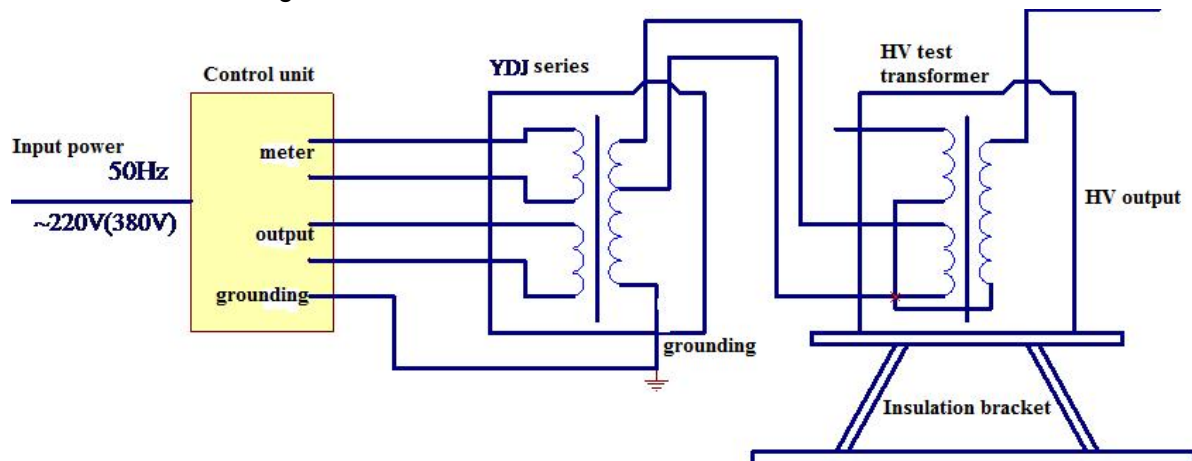 Control unit
YDJ series
HV test
transformer
Input power
50Hz
~220V(380V)
meter
output
grounding
grounding
HV output
Insulation bracket